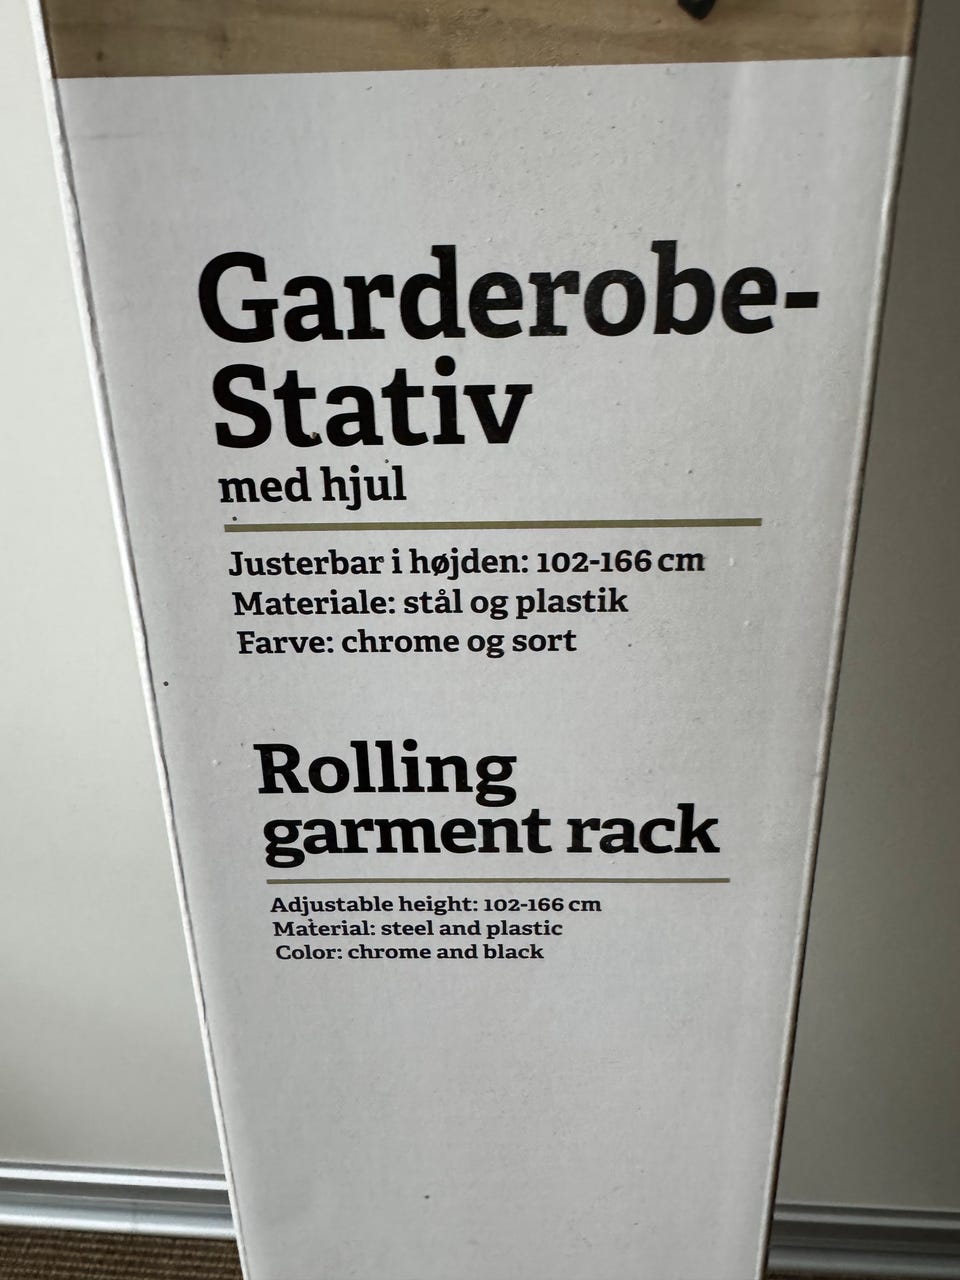 Garderobe-
Stativ
med hjul
Justerbar i højden: 102-166 cm
Materiale: stål og plastik
Farve: chrome og sort
Rolling
garment rack
Adjustable height: 102-166 cm
Material: steel and plastic
Color: chrome and black